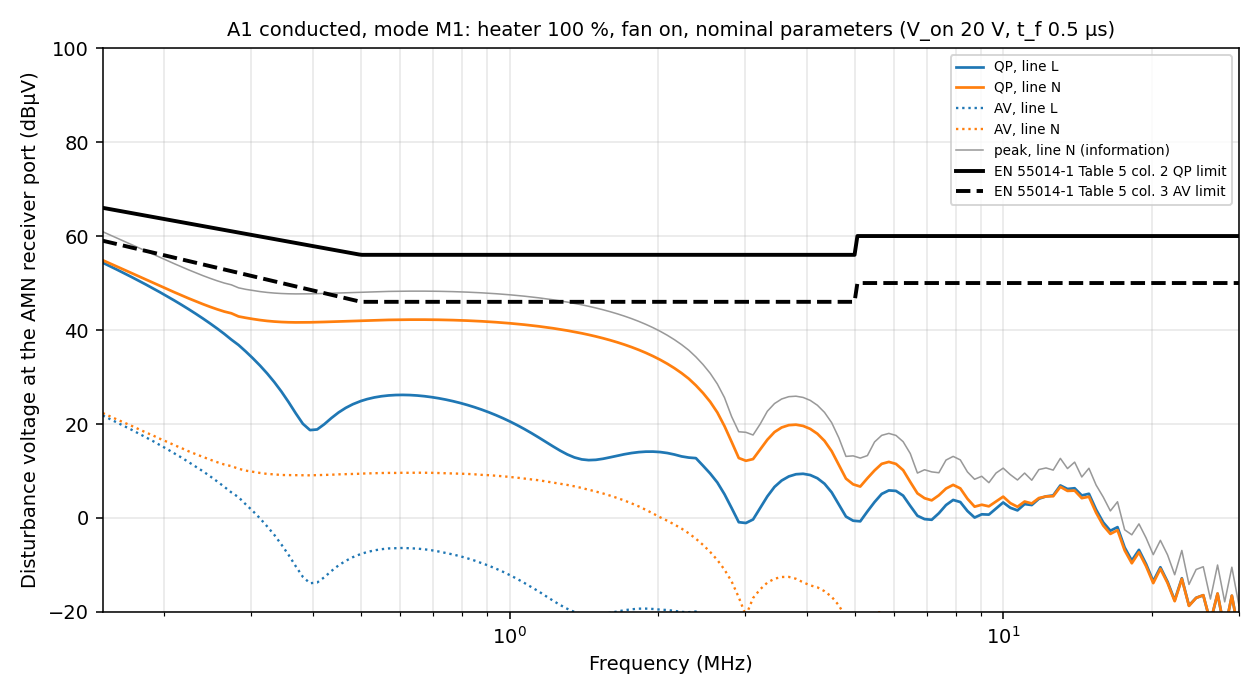 A1 conducted, mode M1: heater 100 %, fan on, nominal parameters (V_on 20 V, t_f 0.5 µs)
Disturbance voltage at the AMN receiver port (dBµV)
100
80
60
40
20
0
−20
QP, line L
QP, line N
AV, line L
AV, line N
peak, line N (information)
EN 55014-1 Table 5 col. 2 QP limit
EN 55014-1 Table 5 col. 3 AV limit
10⁰
10¹
Frequency (MHz)